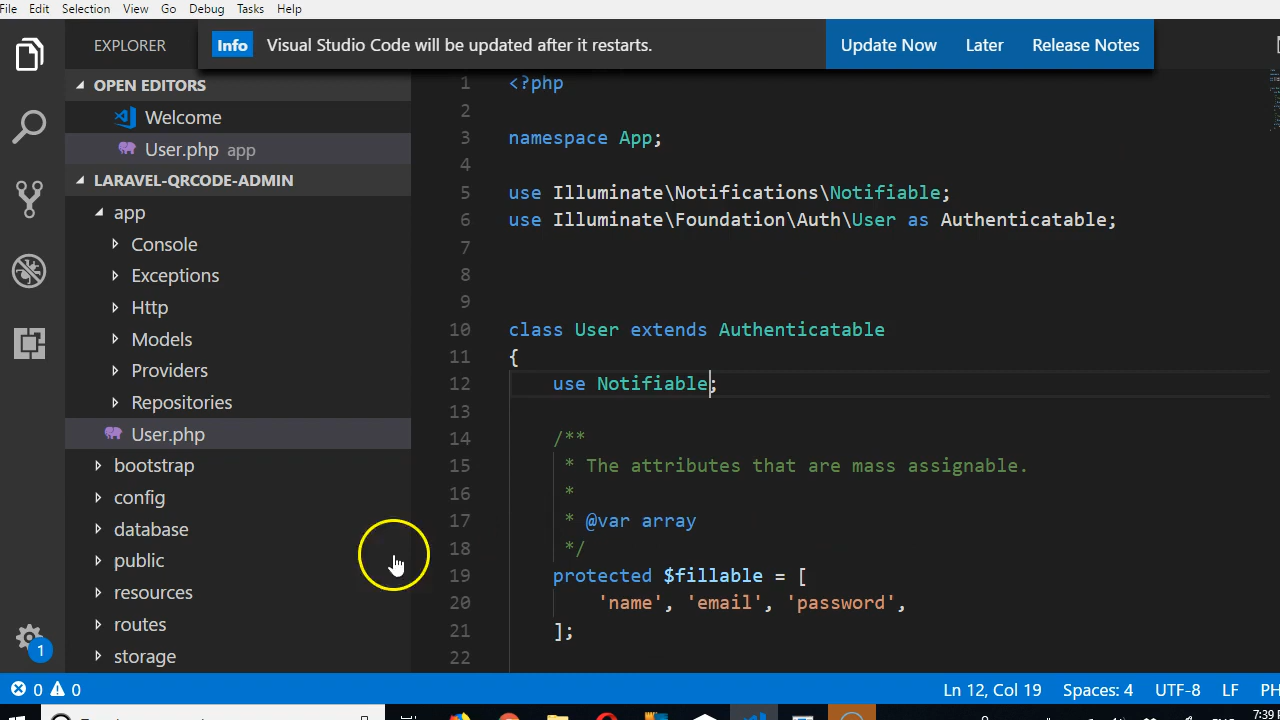 File Edit Selection View Go Debug Tasks Help
EXPLORER
Info Visual Studio Code will be updated after it restarts. Update Now Later Release Notes
OPEN EDITORS
Welcome
User.php app
LARAVEL-QRCODE-ADMIN
app
Console
Exceptions
Http
Models
Providers
Repositories
User.php
bootstrap
config
database
public
resources
routes
storage
1
1 <?php
2
3 namespace App;
4
5 use Illuminate\Notifications\Notifiable;
6 use Illuminate\Foundation\Auth\User as Authenticatable;
7
8
9
10 class User extends Authenticatable
11 {
12 use Notifiable;
13
14 /**
15 * The attributes that are mass assignable.
16 *
17 * @var array
18 */
19 protected $fillable = [
20 'name', 'email', 'password',
21 ];
22
0 0 Ln 12, Col 19 Spaces: 4 UTF-8 LF PH
7:39